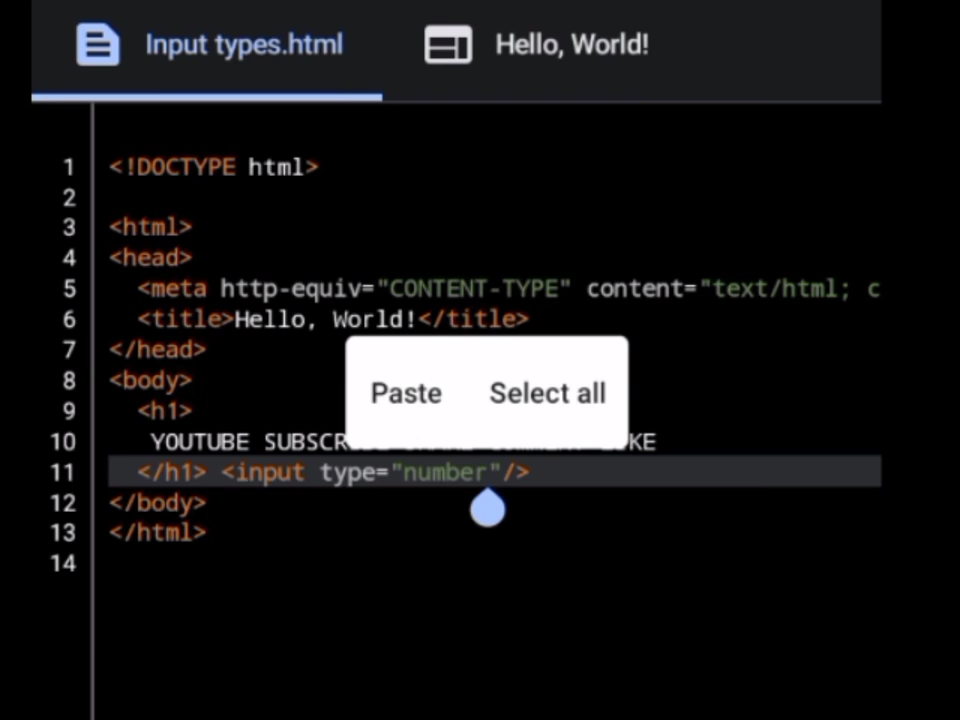 Input types.html
Hello, World!
1 <!DOCTYPE html>
2
3 <html>
4 <head>
5 <meta http-equiv="CONTENT-TYPE" content="text/html; c
6 <title>Hello, World!</title>
7 </head>
Paste Select all
8 <body>
9 <h1>
10 YOUTUBE
11 </h1> <input type="number"/>
12 </body>
13 </html>
14